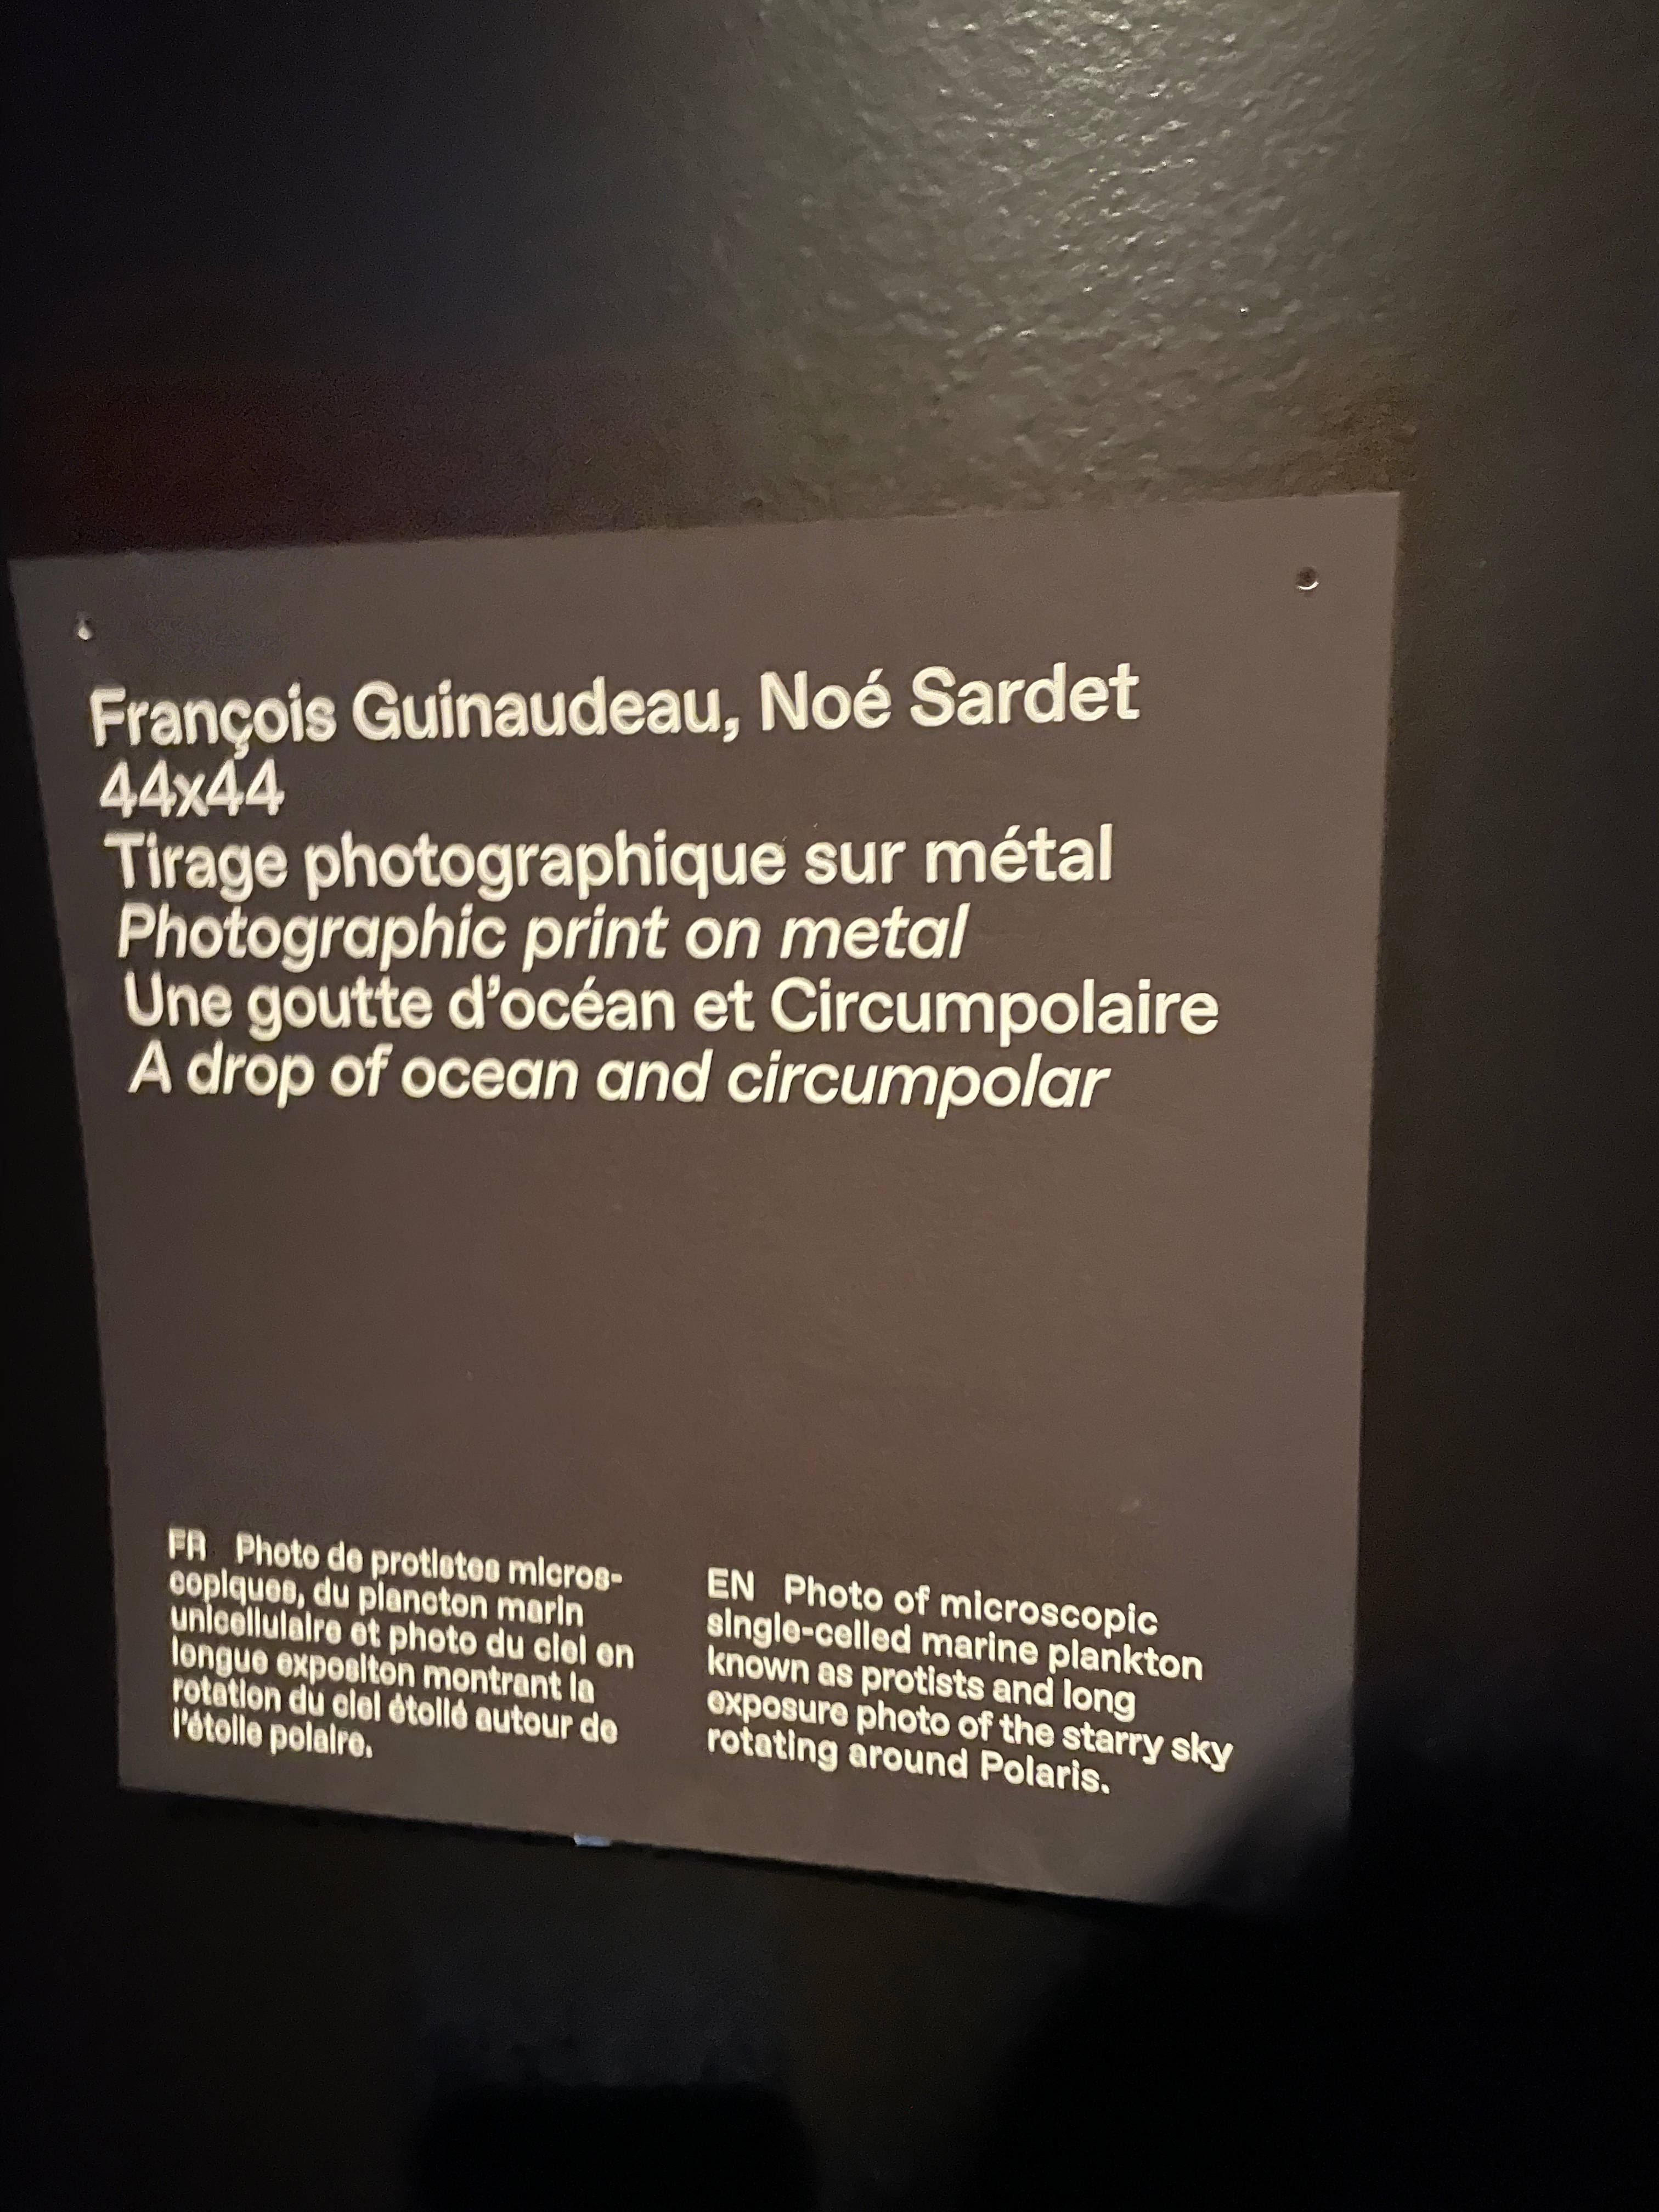 François Guinaudeau, Noé Sardet
44x44
Tirage photographique sur métal
Photographic print on metal
Une goutte d'océan et Circumpolaire
A drop of ocean and circumpolar
FR Photo de protistes micros-
copiques, du plancton marin
unicellulaire et photo du ciel en
longue expositon montrant la
rotation du ciel étoilé autour de
l'étoile polaire.
EN Photo of microscopic
single-celled marine plankton
known as protists and long
exposure photo of the starry sky
rotating around Polaris.